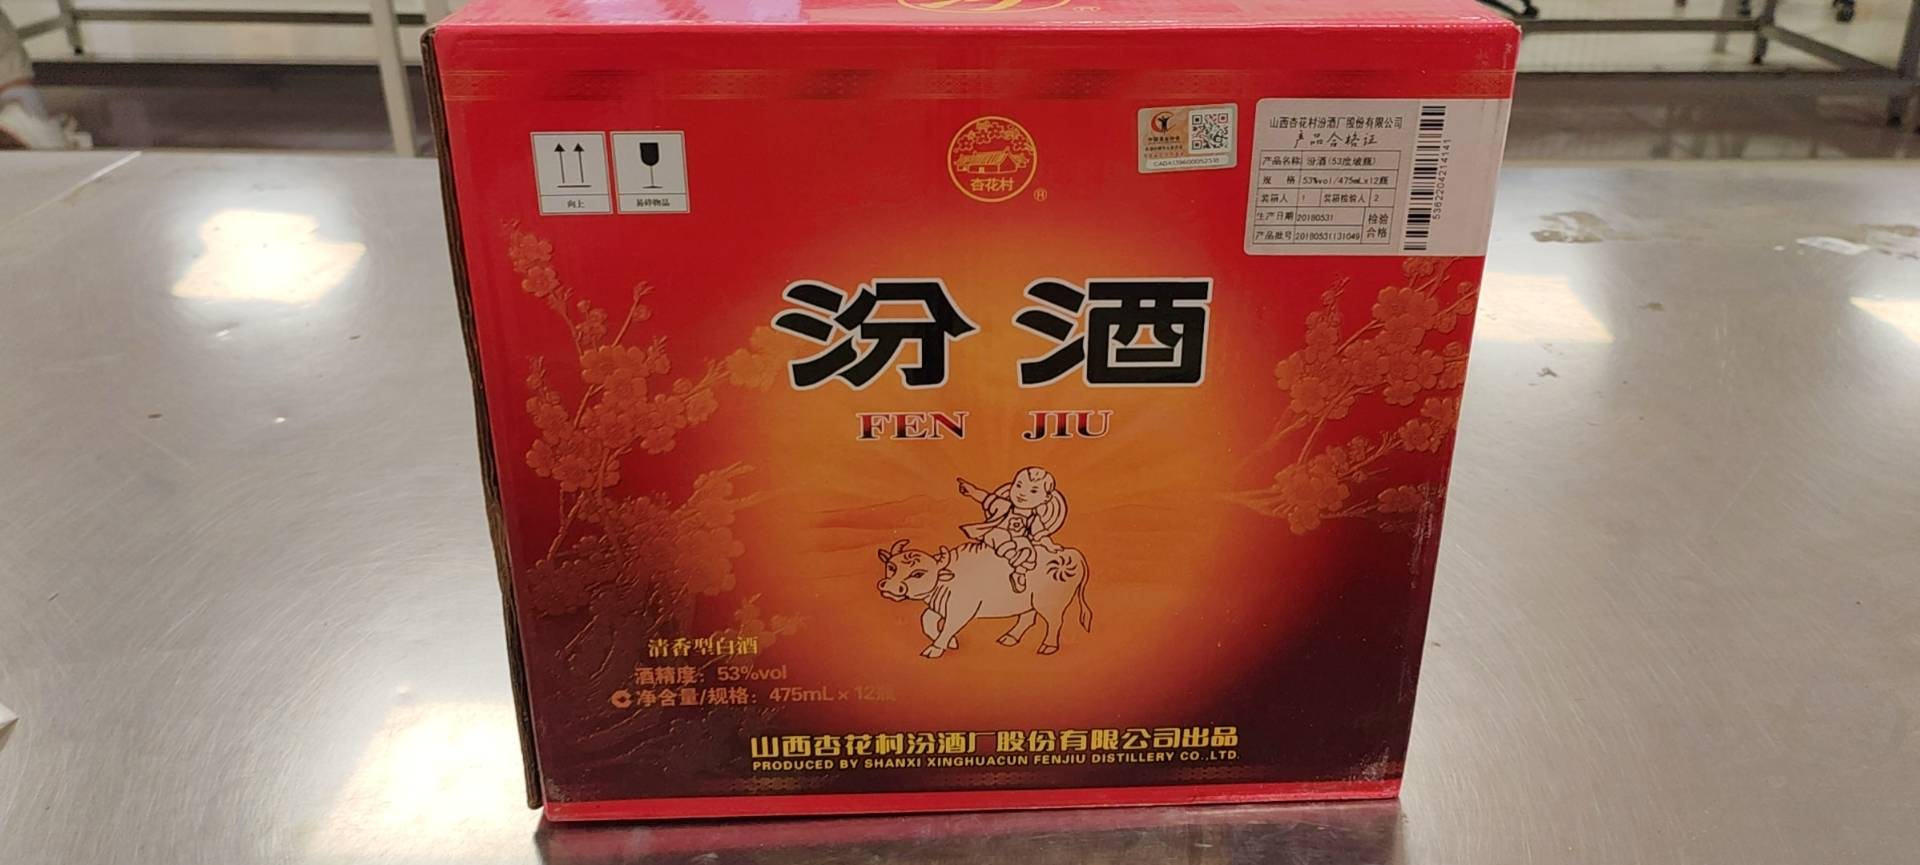 向上
易碎物品
杏花村
®
CADA139600052518
山西杏花村汾酒厂股份有限公司
产品合格证
产品名称 汾酒(53度玻瓶)
规格 53%vol/475mL×12瓶
装箱人 1 装箱检验人 2
生产日期 20180531 检验
产品批号 20180531131049 合格
536220421414​1
汾酒
FEN JIU
清香型白酒
酒精度：53%vol
净含量/规格：475mL×12瓶
山西杏花村汾酒厂股份有限公司出品
PRODUCED BY SHANXI XINGHUACUN FENJIU DISTILLERY CO.,LTD.